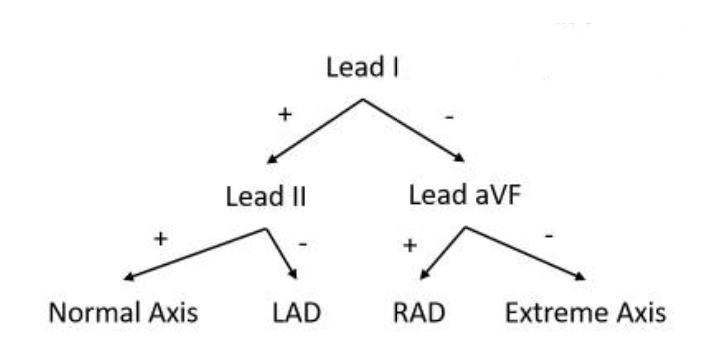 Lead I
+ -
Lead II Lead aVF
+ - + -
Normal Axis LAD RAD Extreme Axis